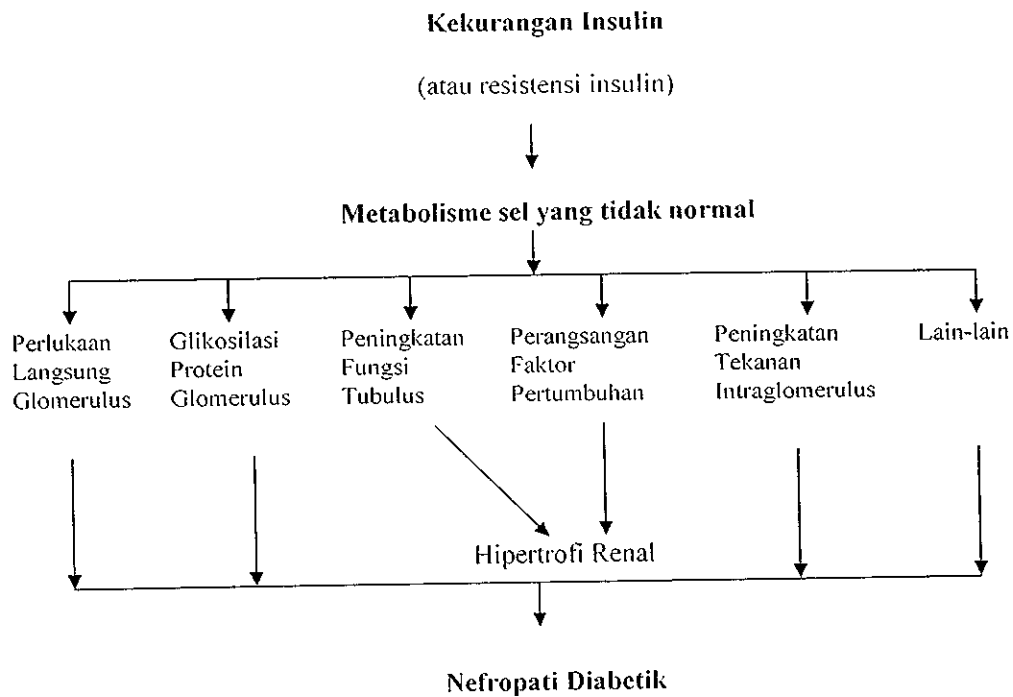 Kekurangan Insulin
(atau resistensi insulin)
Metabolisme sel yang tidak normal
Perlukaan
Langsung
Glomerulus
Glikosilasi
Protein
Glomerulus
Peningkatan
Fungsi
Tubulus
Perangsangan
Faktor
Pertumbuhan
Peningkatan
Tekanan
Intraglomerulus
Lain-lain
Hipertrofi Renal
Nefropati Diabetik